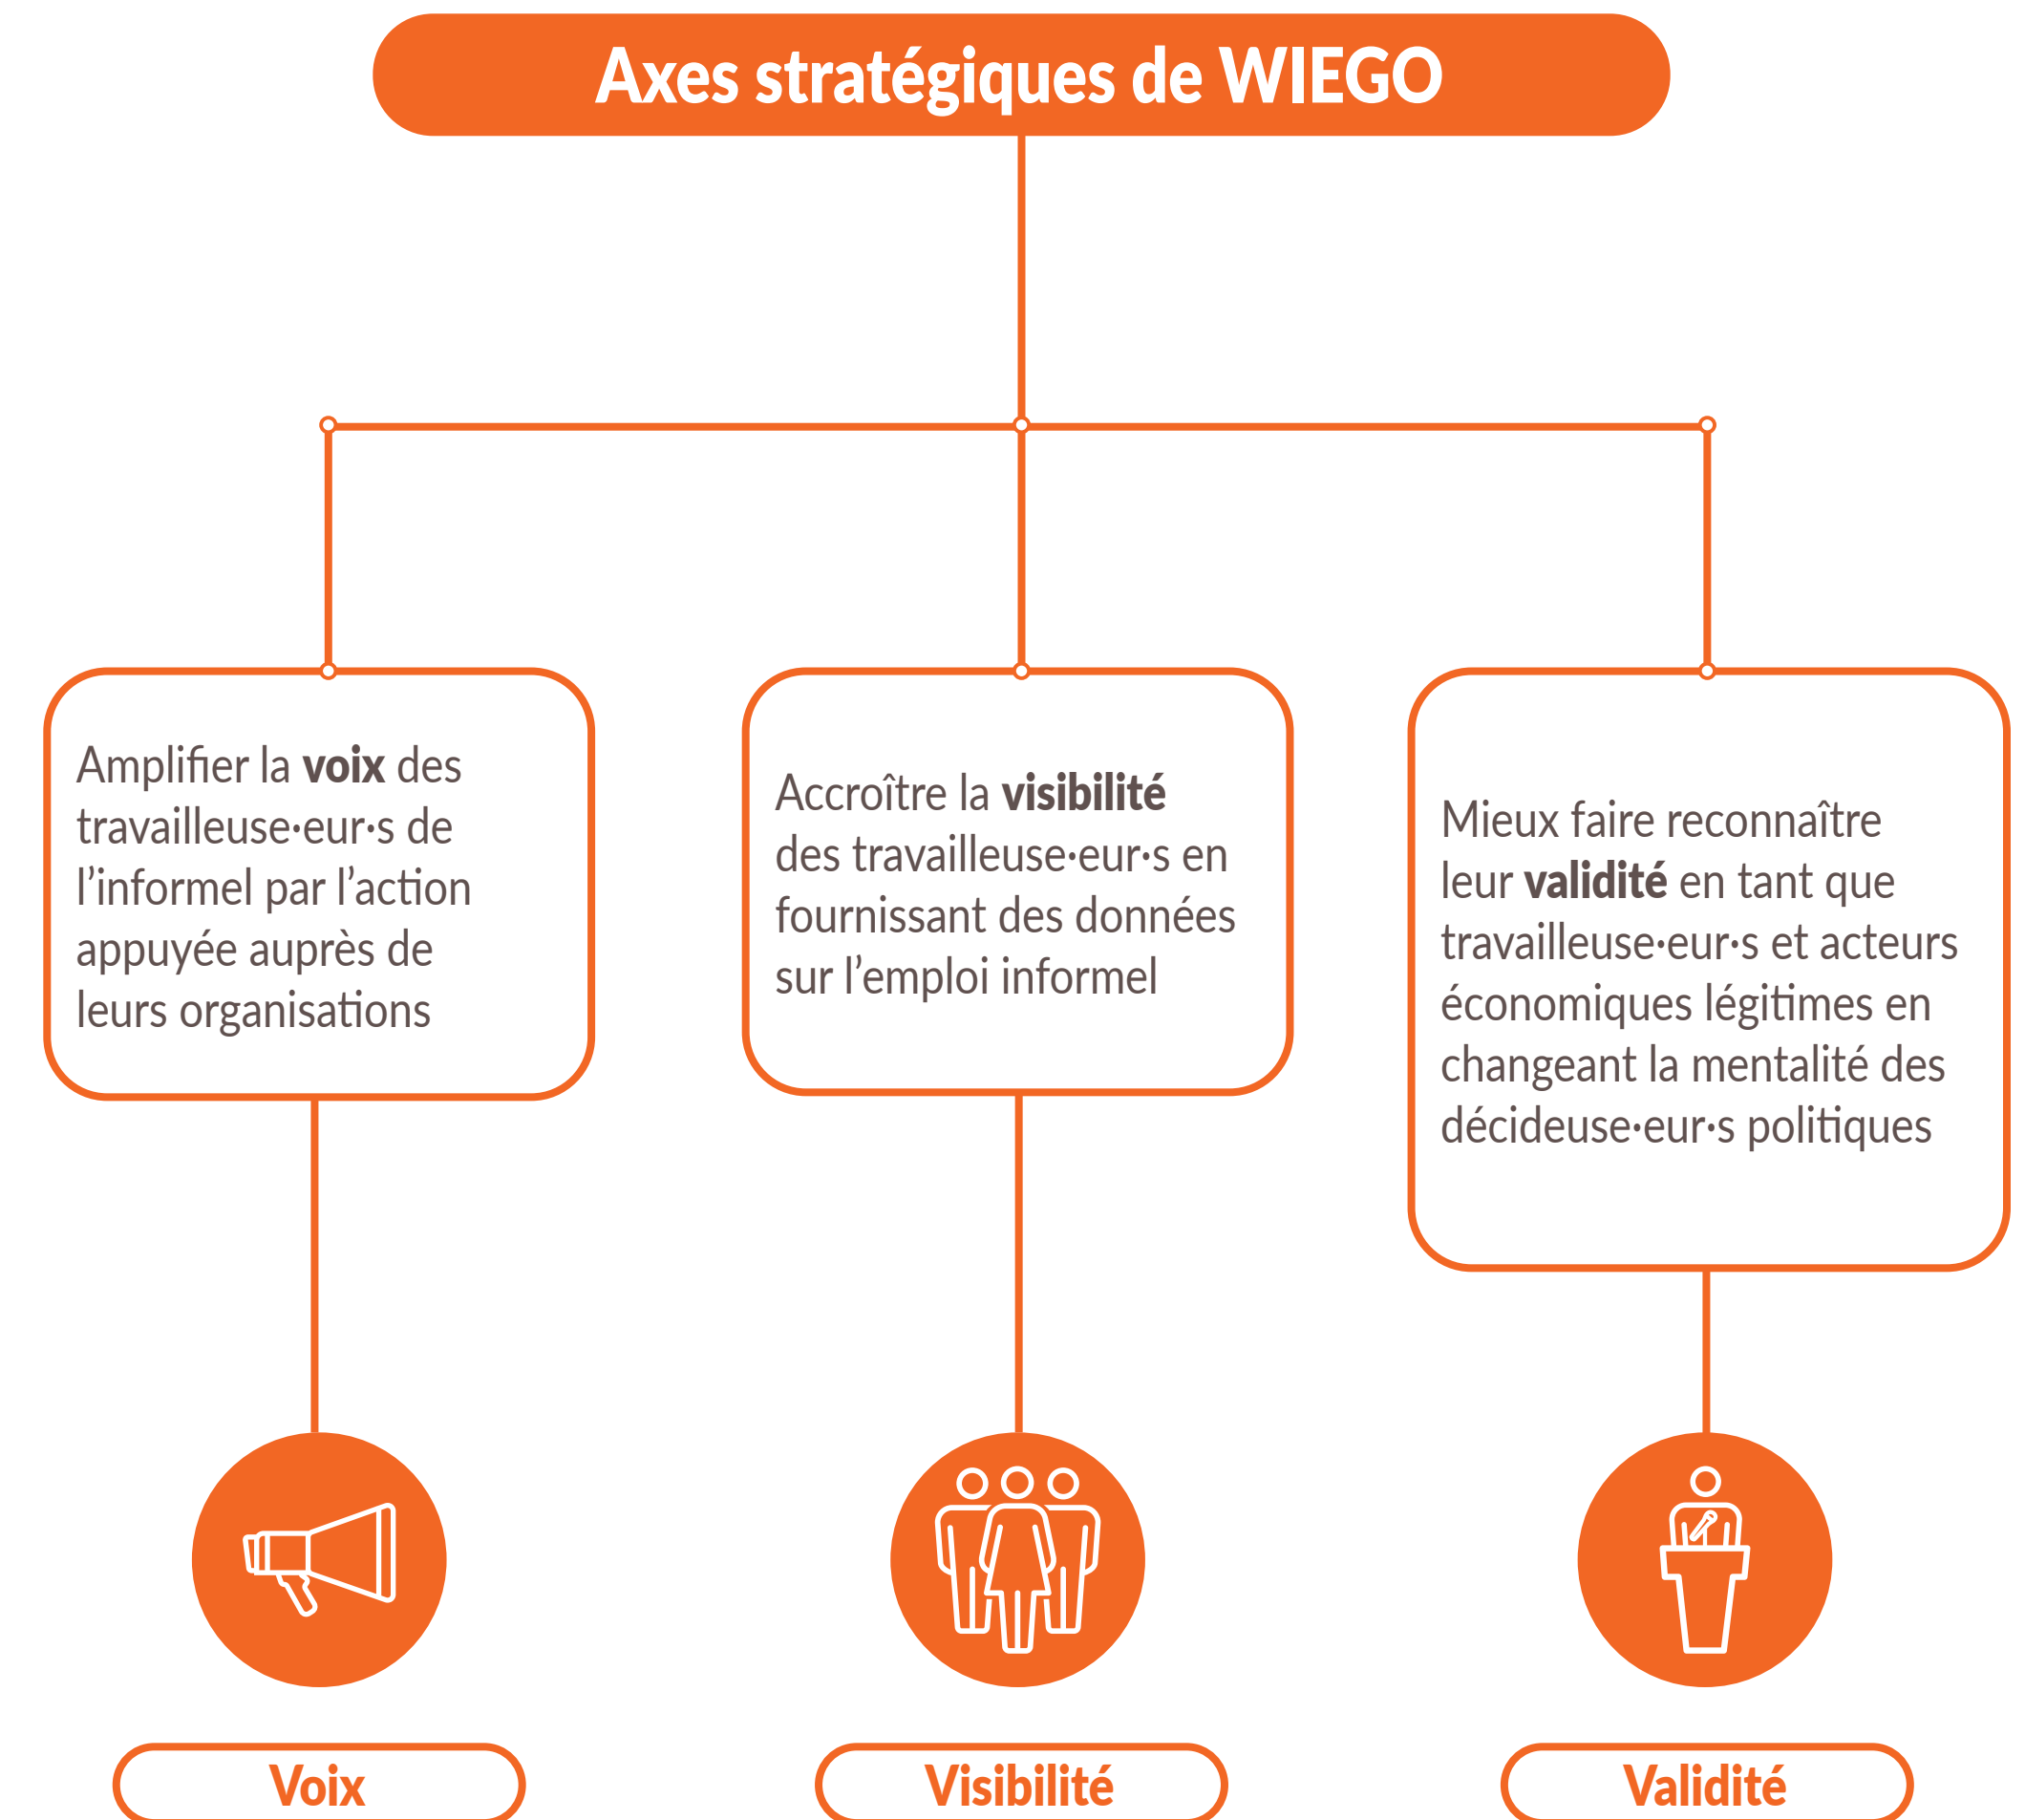 Axes stratégiques de WIEGO
Amplifier la voix des
travailleuse·eur·s de
l’informel par l’action
appuyée auprès de
leurs organisations
Accroître la visibilité
des travailleuse·eur·s en
fournissant des données
sur l’emploi informel
Mieux faire reconnaître
leur validité en tant que
travailleuse·eur·s et acteurs
économiques légitimes en
changeant la mentalité des
décideuse·eur·s politiques
Voix
Visibilité
Validité